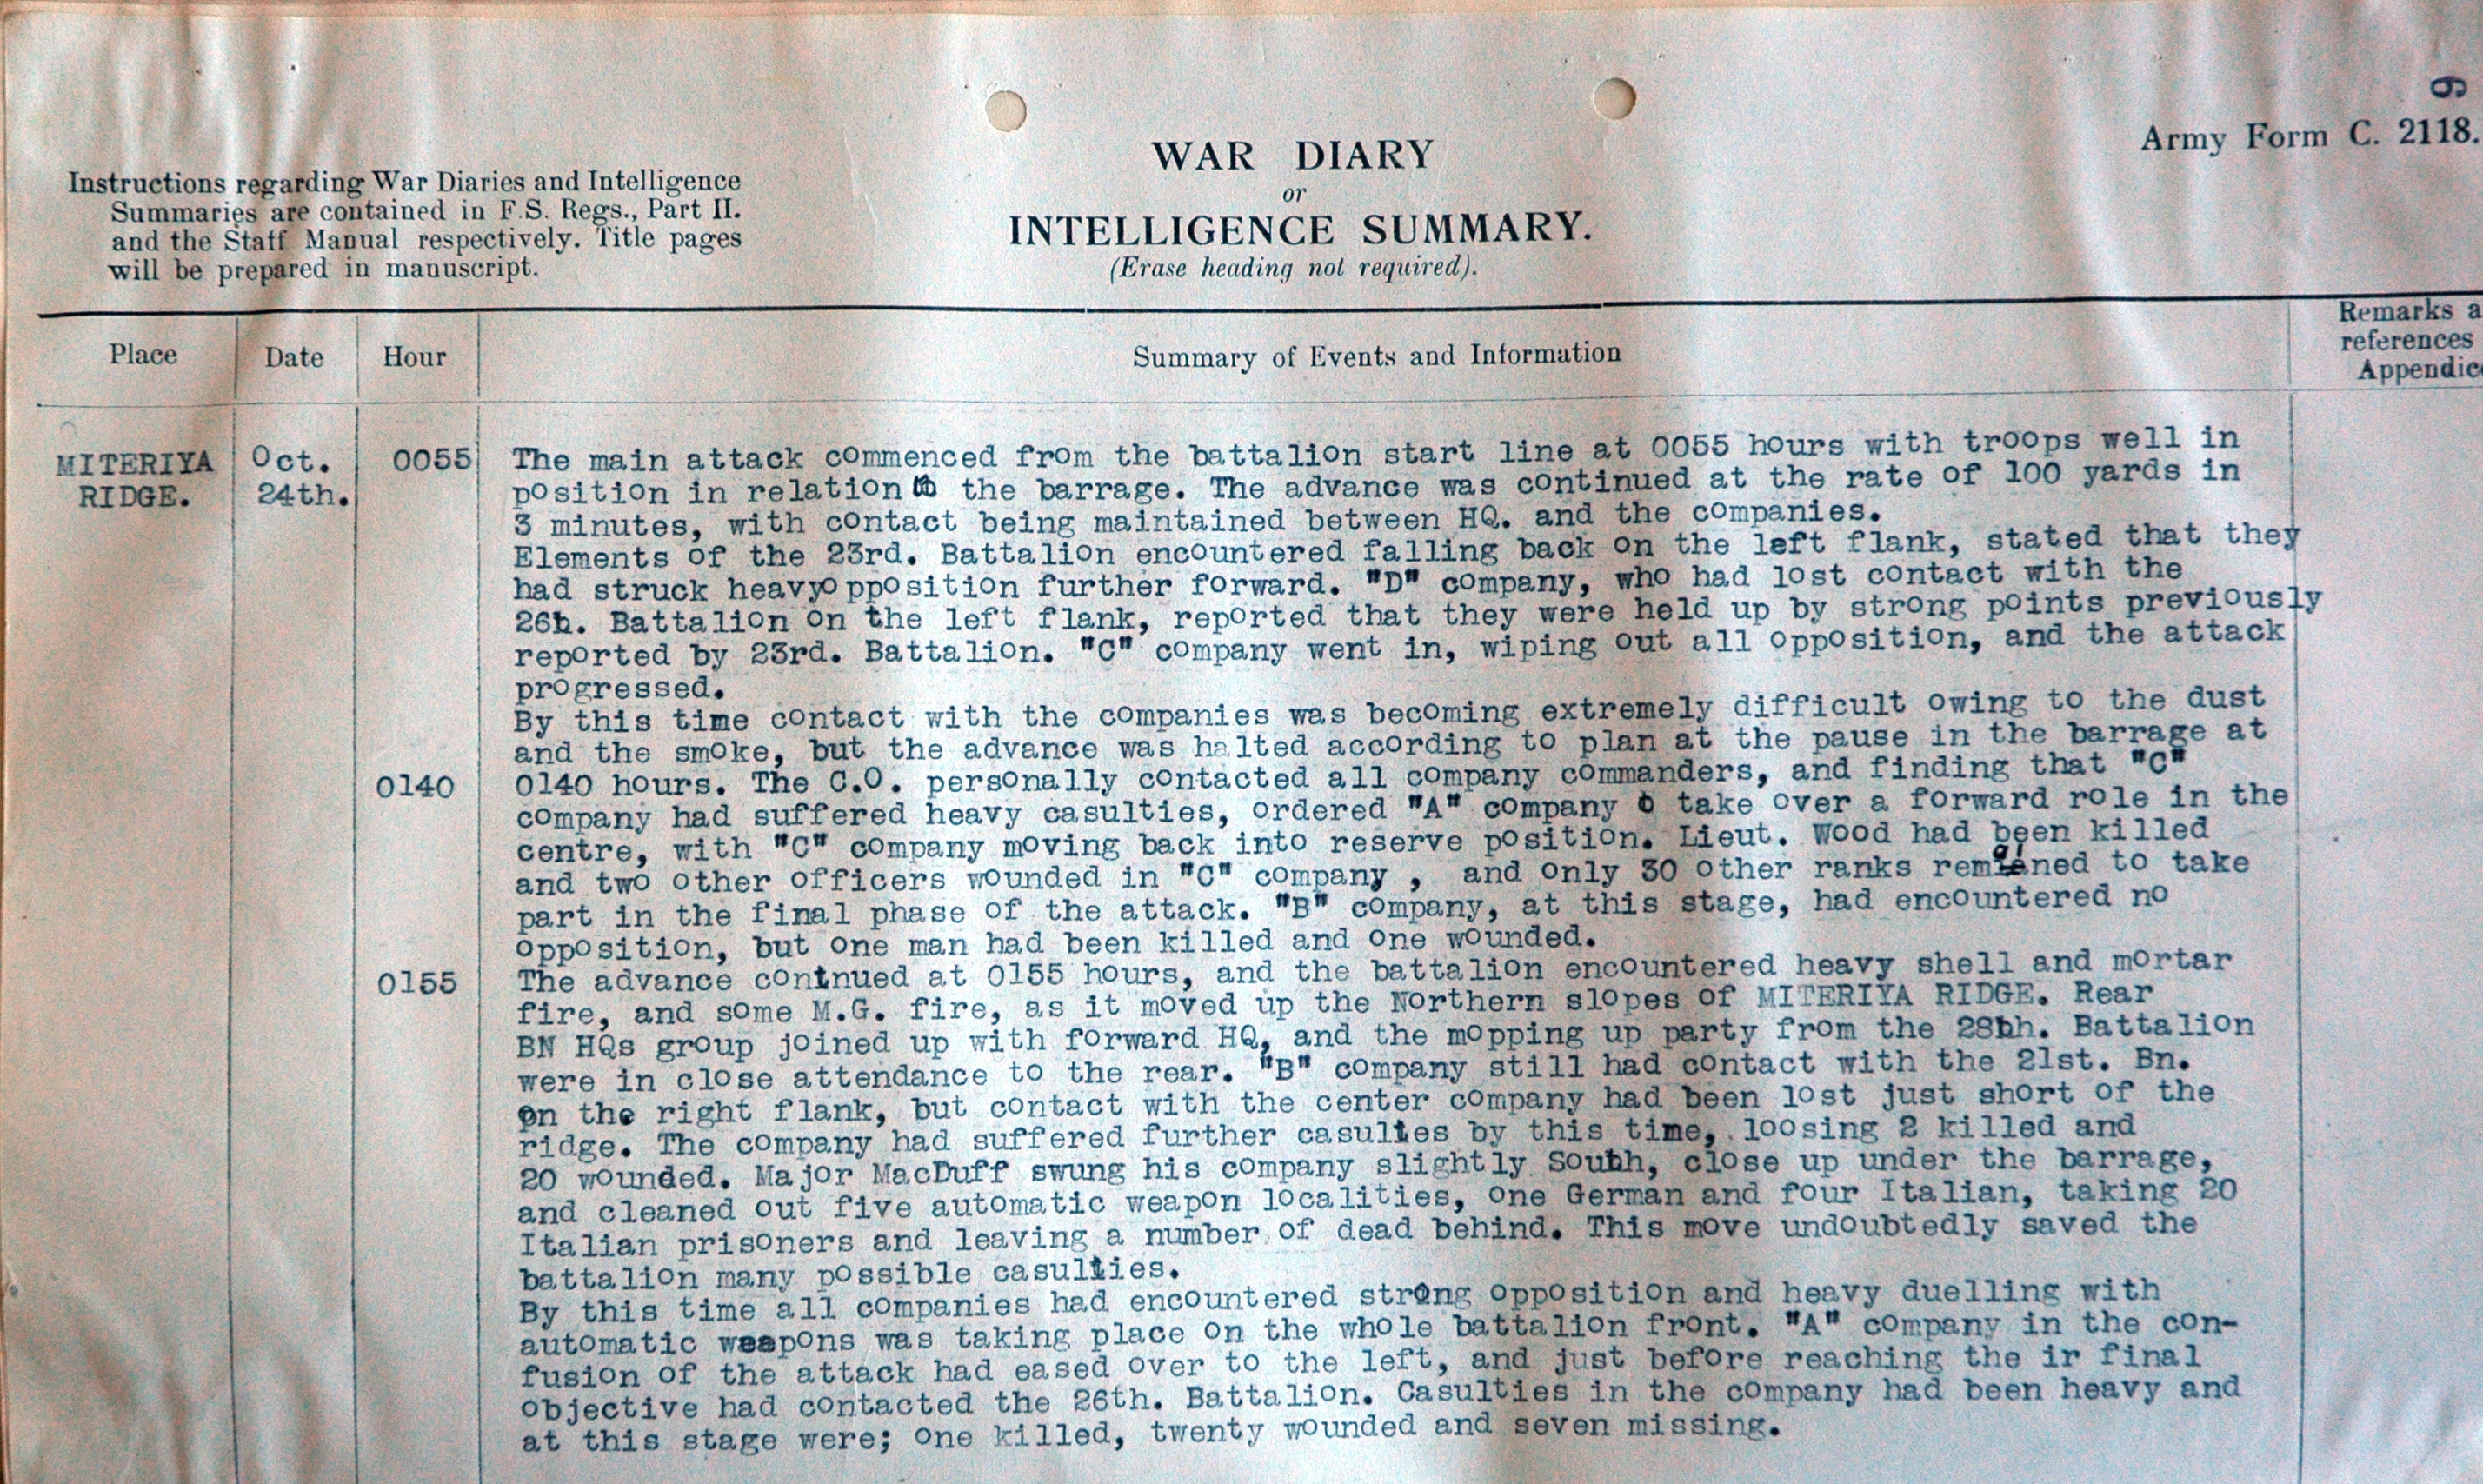 6
Army Form C. 2118.
WAR DIARY
or
INTELLIGENCE SUMMARY.
(Erase heading not required).
Instructions regarding War Diaries and Intelligence
Summaries are contained in F.S. Regs., Part II.
and the Staff Manual respectively. Title pages
will be prepared in manuscript.
Place Date Hour Summary of Events and Information
Remarks a
references
Appendice
MITERIYA Oct. 0055 The main attack commenced from the battalion start line at 0055 hours with troops well in
RIDGE. 24th. position in relation to the barrage. The advance was continued at the rate of 100 yards in
3 minutes, with contact being maintained between HQ. and the companies.
Elements of the 23rd. Battalion encountered falling back on the left flank, stated that they
had struck heavyo pposition further forward. "D" company, who had lost contact with the
26h. Battalion on the left flank, reported that they were held up by strong points previously
reported by 23rd. Battalion. "C" company went in, wiping out all opposition, and the attack
progressed.
By this time contact with the companies was becoming extremely difficult owing to the dust
and the smoke, but the advance was halted according to plan at the pause in the barrage at
0140 0140 hours. The C.O. personally contacted all company commanders, and finding that "C"
company had suffered heavy casulties, ordered "A" company take over a forward role in the
centre, with "C" company moving back into reserve position. Lieut. Wood had been killed
and two other officers wounded in "C" company , and only 30 other ranks remained to take
part in the final phase of the attack. "B" company, at this stage, had encountered no
opposition, but one man had been killed and one wounded.
0155 The advance continued at 0155 hours, and the battalion encountered heavy shell and mortar
fire, and some M.G. fire, as it moved up the Northern slopes of MITERIYA RIDGE. Rear
BN HQs group joined up with forward HQ, and the mopping up party from the 28th. Battalion
were in close attendance to the rear. "B" company still had contact with the 21st. Bn.
on the right flank, but contact with the center company had been lost just short of the
ridge. The company had suffered further casulties by this time, loosing 2 killed and
20 wounded. Major MacDuff swung his company slightly South, close up under the barrage,
and cleaned out five automatic weapon localities, one German and four Italian, taking 20
Italian prisoners and leaving a number of dead behind. This move undoubtedly saved the
battalion many possible casulties.
By this time all companies had encountered strong opposition and heavy duelling with
automatic weapons was taking place on the whole battalion front. "A" company in the con-
fusion of the attack had eased over to the left, and just before reaching the ir final
objective had contacted the 26th. Battalion. Casulties in the company had been heavy and
at this stage were; one killed, twenty wounded and seven missing.